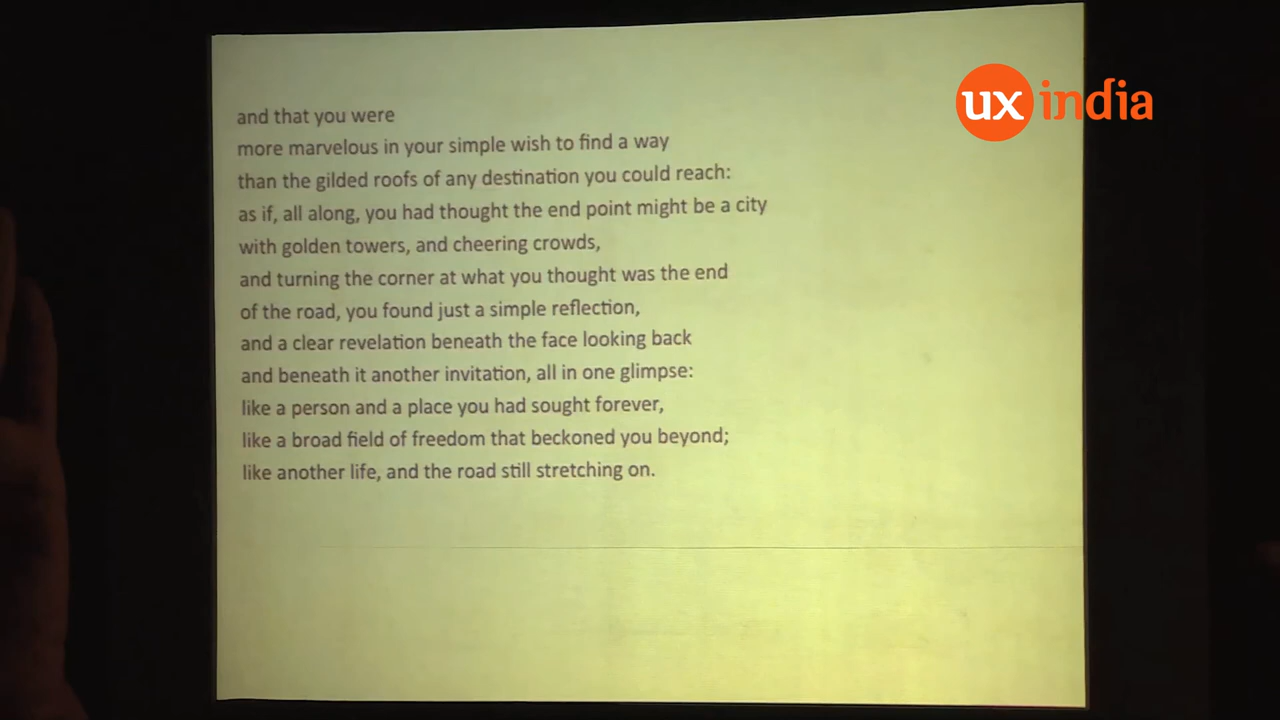 and that you were
more marvelous in your simple wish to find a way
than the gilded roofs of any destination you could reach:
as if, all along, you had thought the end point might be a city
with golden towers, and cheering crowds,
and turning the corner at what you thought was the end
of the road, you found just a simple reflection,
and a clear revelation beneath the face looking back
and beneath it another invitation, all in one glimpse:
like a person and a place you had sought forever,
like a broad field of freedom that beckoned you beyond;
like another life, and the road still stretching on.
ux india